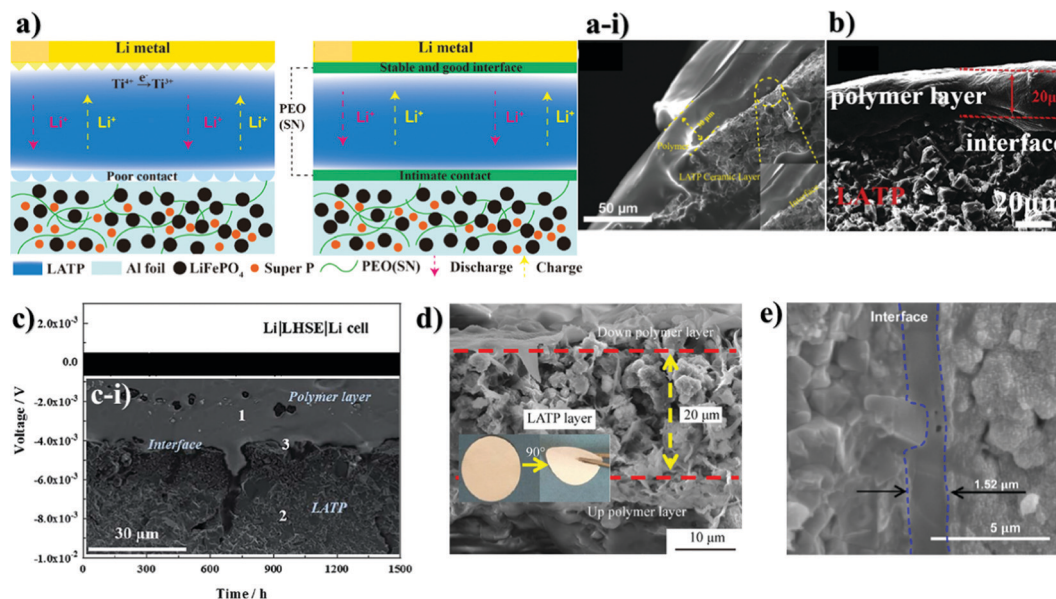 a)
Li metal
Ti⁴⁺ e⁻→Ti³⁺
Li⁺
Li⁺
Li⁺
Li⁺
Poor contact
PEO
(SN)
Li metal
Stable and good interface
Li⁺
Li⁺
Li⁺
Li⁺
Intimate contact
LATP Al foil LiFePO₄ Super P PEO(SN) Discharge Charge
a-i)
Polymer
LATP Ceramic Layer
50 µm
b)
polymer layer
20µm
interface
LATP
20µm
c)
Li|LHSE|Li cell
Voltage / V
2.0×10⁻³
0.0
-2.0×10⁻³
-4.0×10⁻³
-6.0×10⁻³
-8.0×10⁻³
-1.0×10⁻²
c-i)
Polymer layer
1
Interface
3
LATP
2
30 µm
0 300 600 900 1200 1500
Time / h
d)
Down polymer layer
LATP layer
20 µm
90°
Up polymer layer
10 µm
e)
Interface
1.52 µm
5 µm